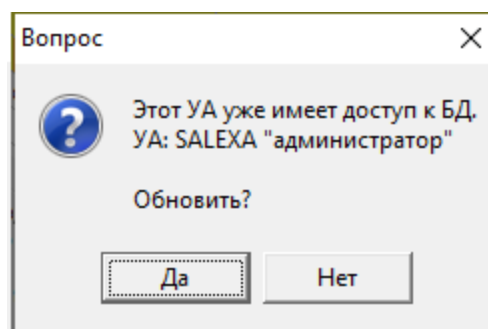 Вопрос
Этот УА уже имеет доступ к БД.
УА: SALEXA "администратор"
Обновить?
Да
Нет